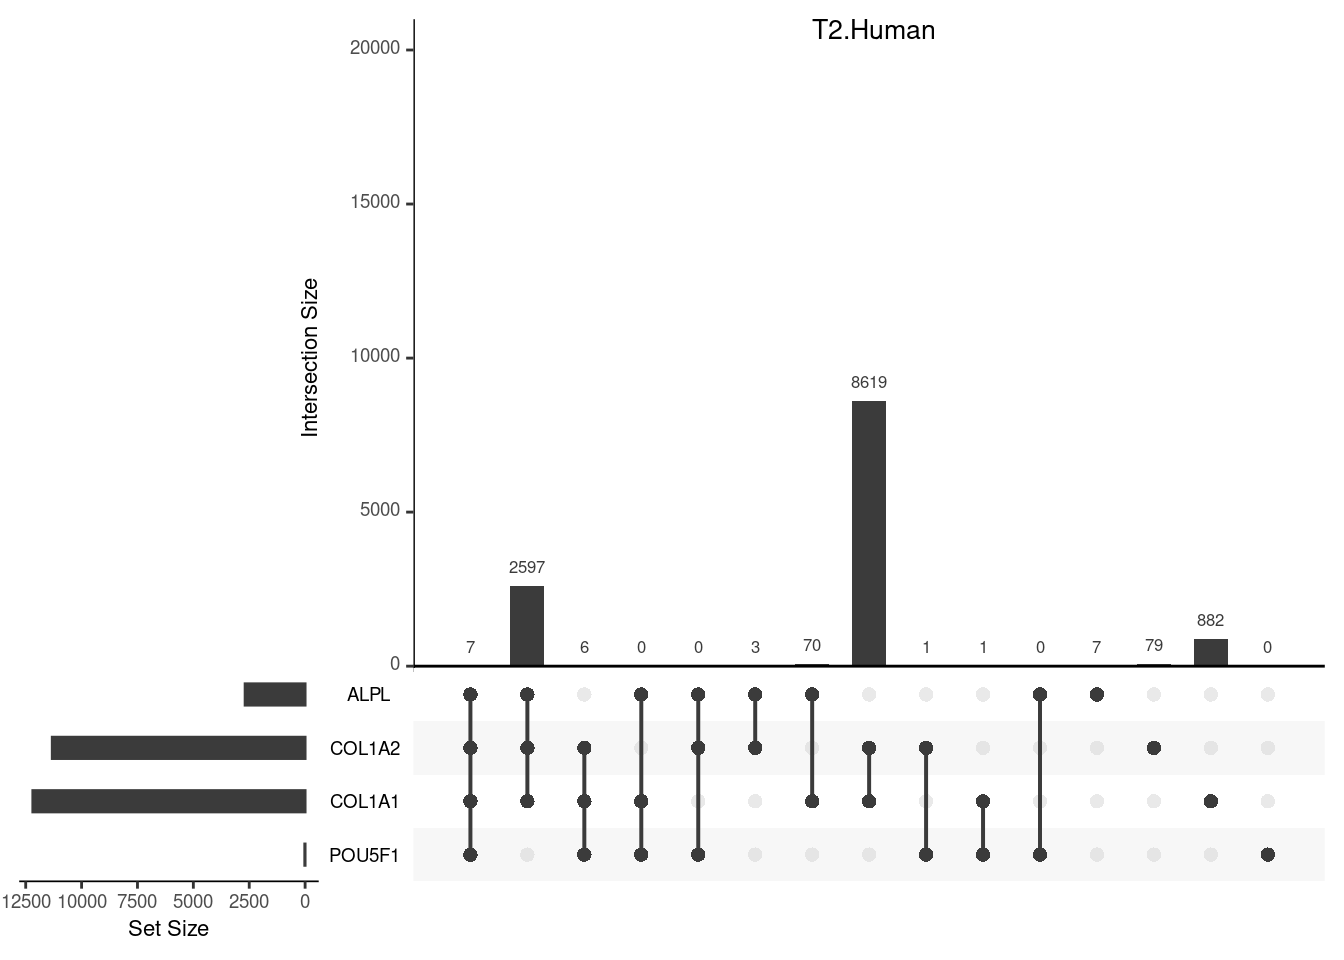 T2.Human
20000
15000
10000
5000
0
Intersection Size
7 2597 6 0 0 3 70 8619 1 1 0 7 79 882 0
ALPL
COL1A2
COL1A1
POU5F1
12500 10000 7500 5000 2500 0
Set Size